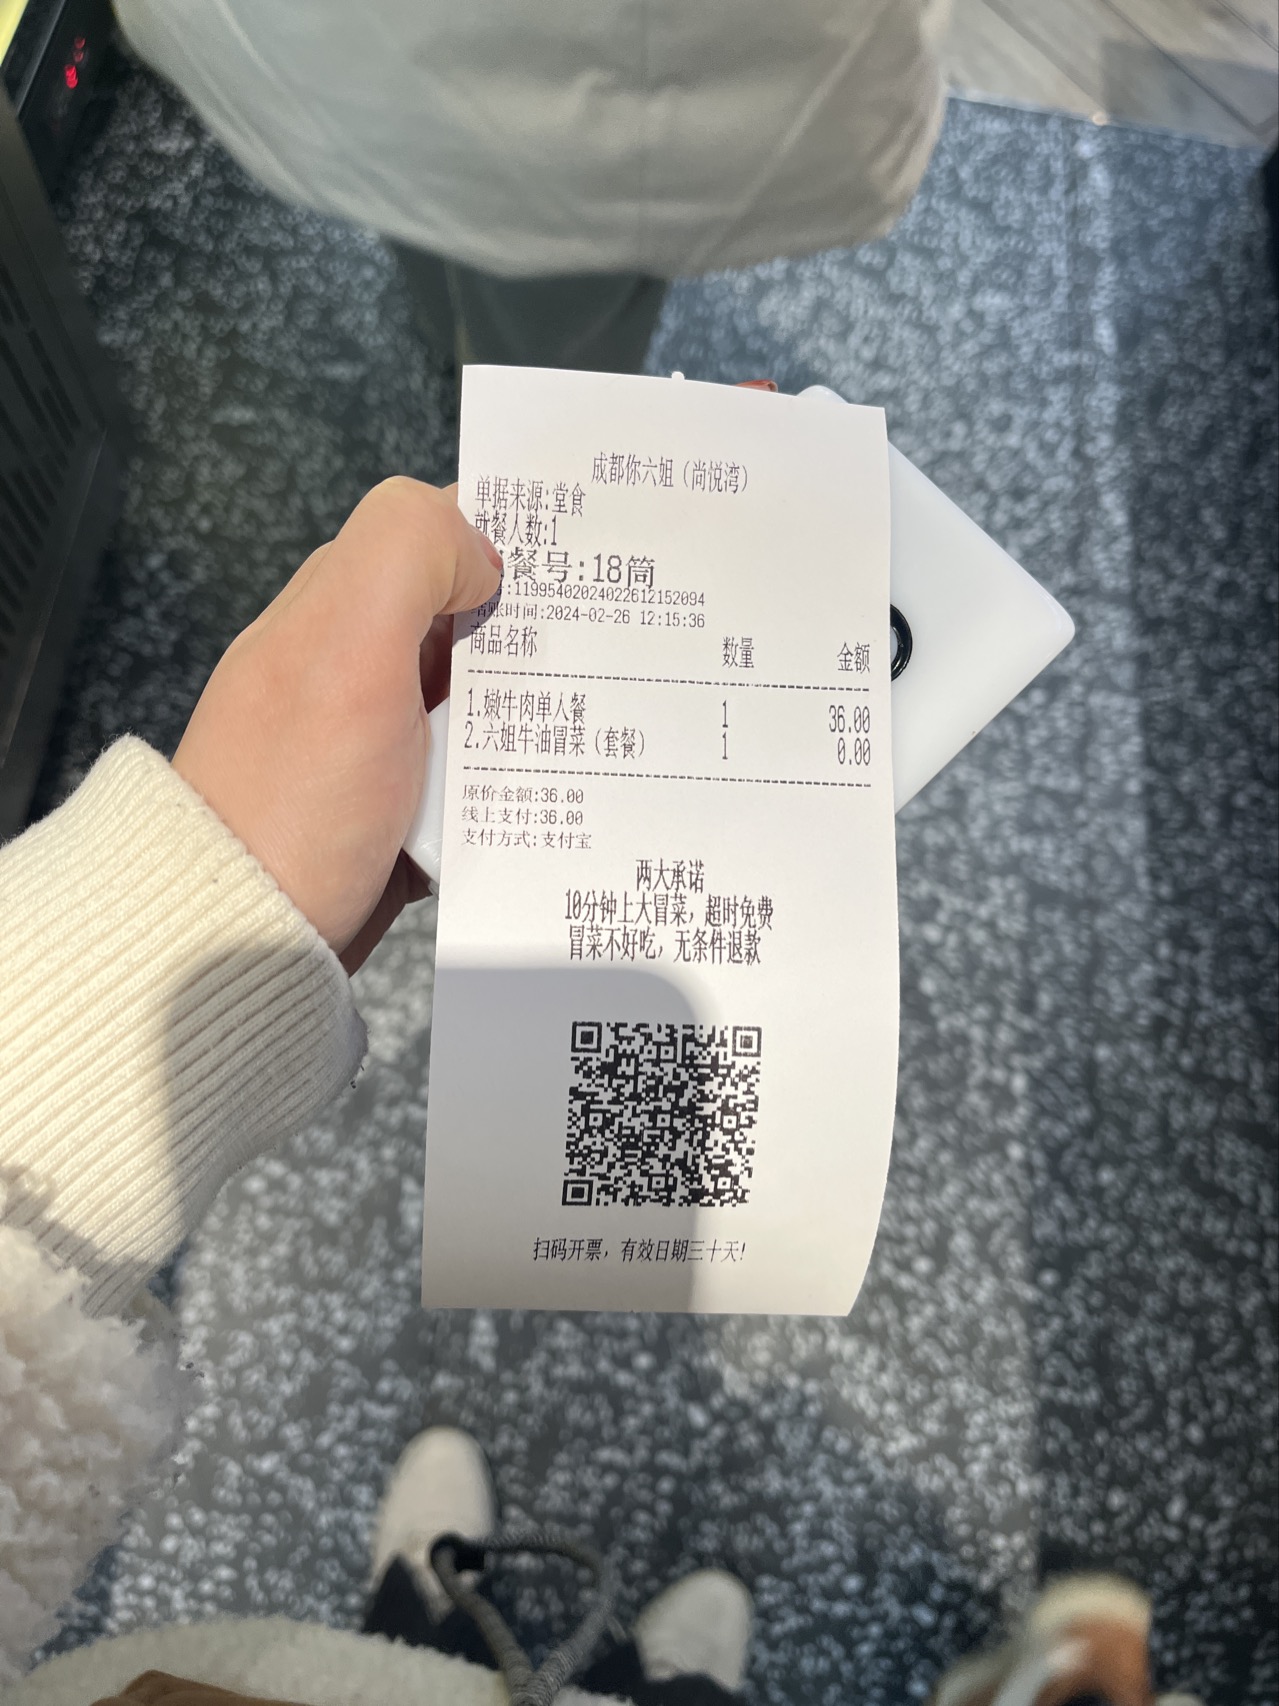 成都你六姐（尚悦湾）
单据来源:堂食
就餐人数:1
餐号:18筒
号:11995402024022612152094
结账时间:2024-02-26 12:15:36
商品名称 数量 金额
1.嫩牛肉单人餐 1 36.00
2.六姐牛油冒菜（套餐） 1 0.00
原价金额:36.00
线上支付:36.00
支付方式:支付宝
两大承诺
10分钟上大冒菜，超时免费
冒菜不好吃，无条件退款
扫码开票，有效日期三十天!